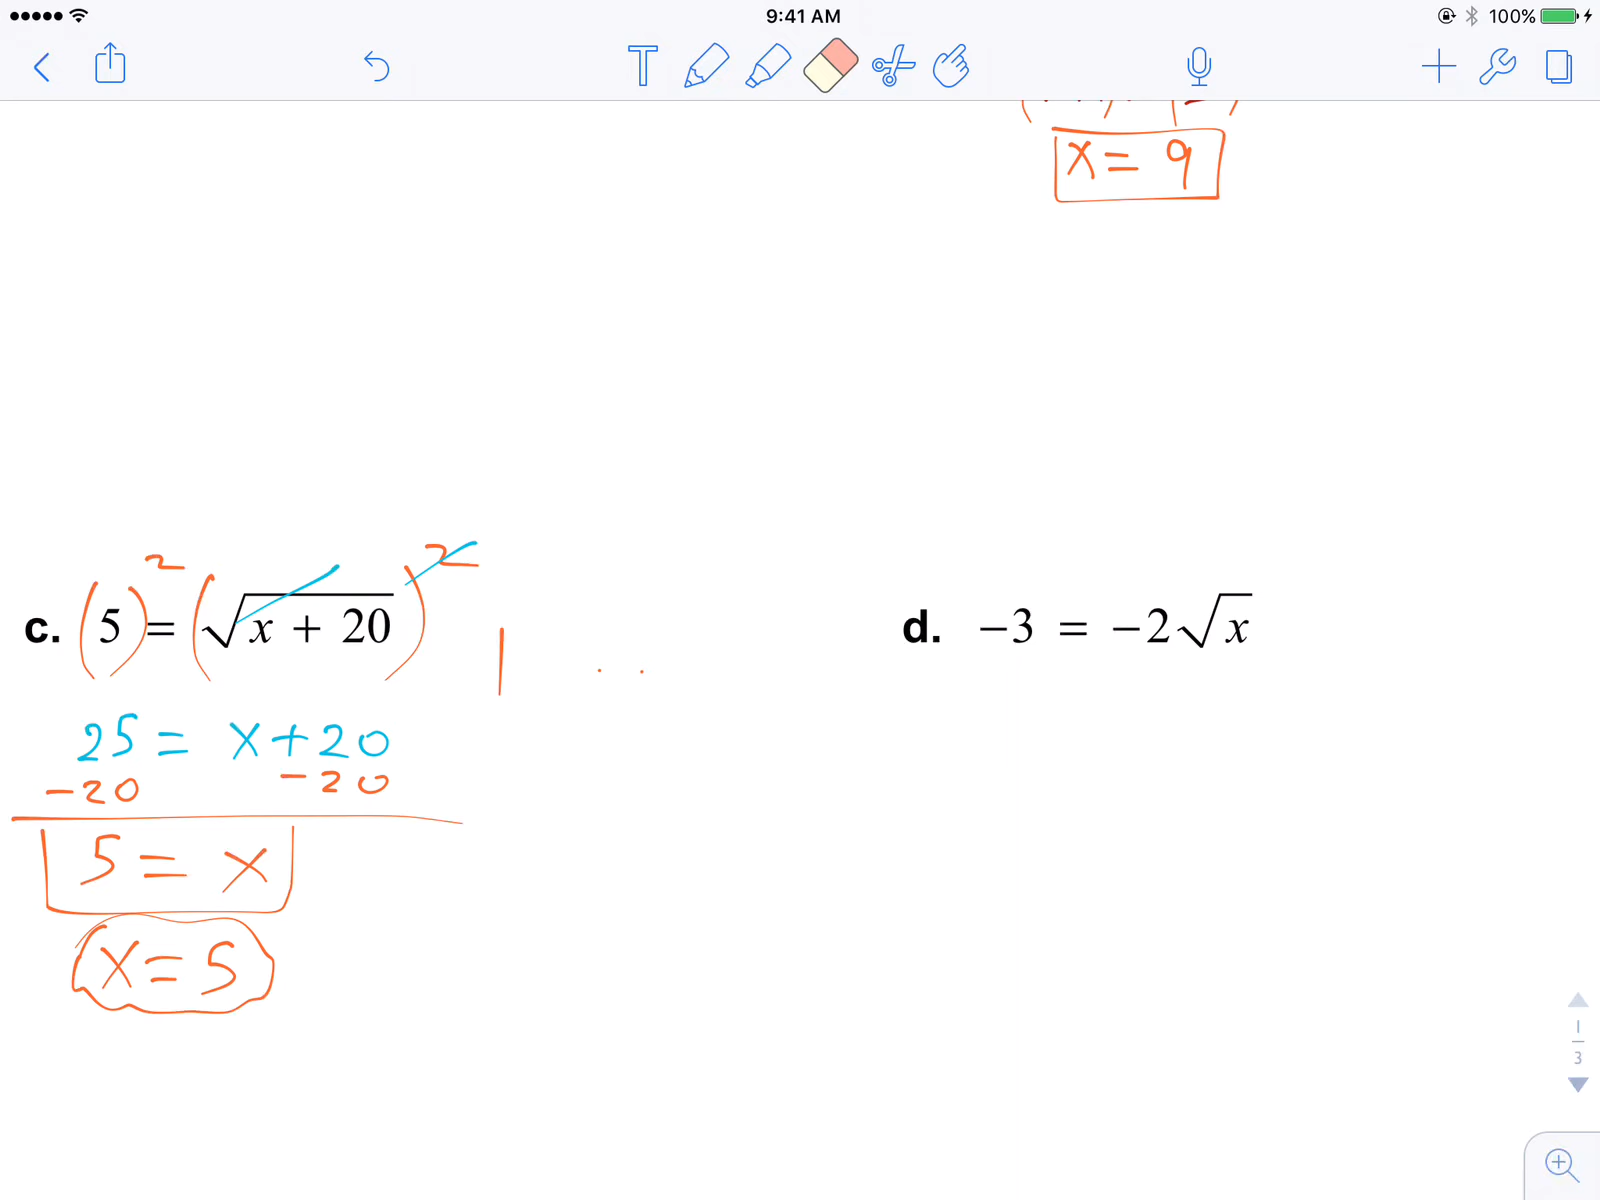 9:41 AM
100%
T
x = 9
c. (5)² = (√x + 20)²
25 = x + 20
-20 -20
5 = x
x = 5
d. −3 = −2√x
1
3